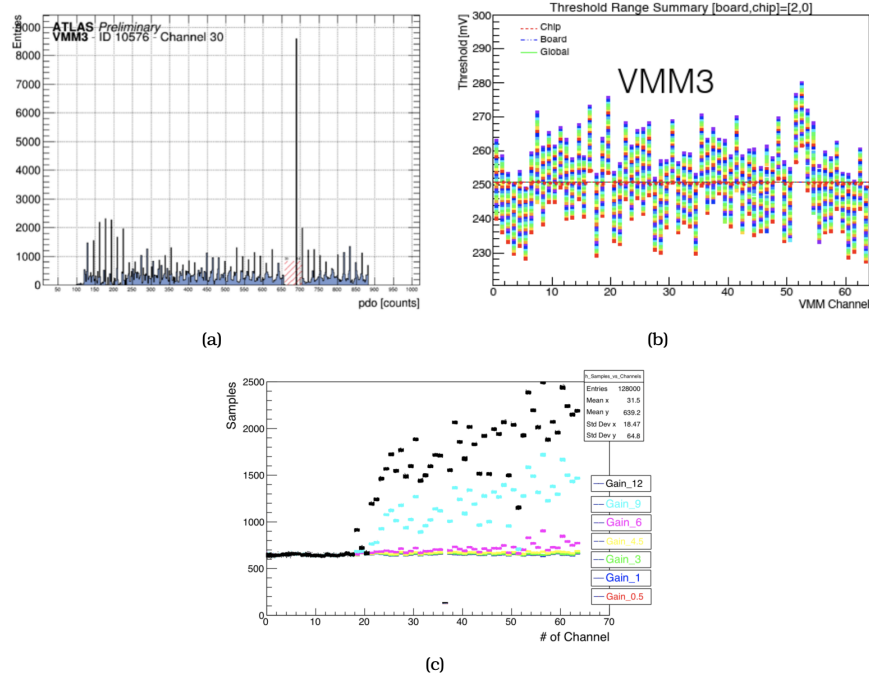 ATLAS Preliminary
VMM3 - ID 10576 - Channel 30
Entries
9000
8000
7000
6000
5000
4000
3000
2000
1000
0
50 100 150 200 250 300 350 400 450 500 550 600 650 700 750 800 850 900 950 1000
pdo [counts]
(a)
Threshold Range Summary [board,chip]=[2,0]
Threshold [mV]
300
290
280
270
260
250
240
230
Chip
Board
Global
VMM3
0 10 20 30 40 50 60
VMM Channel
(b)
Samples
2500
2000
1500
1000
500
0
0 10 20 30 40 50 60 70
# of Channel
h_Samples_vs_Channels
Entries 128000
Mean x 31.5
Mean y 639.2
Std Dev x 18.47
Std Dev y 64.8
Gain_12
Gain_9
Gain_6
Gain_4.5
Gain_3
Gain_1
Gain_0.5
(c)